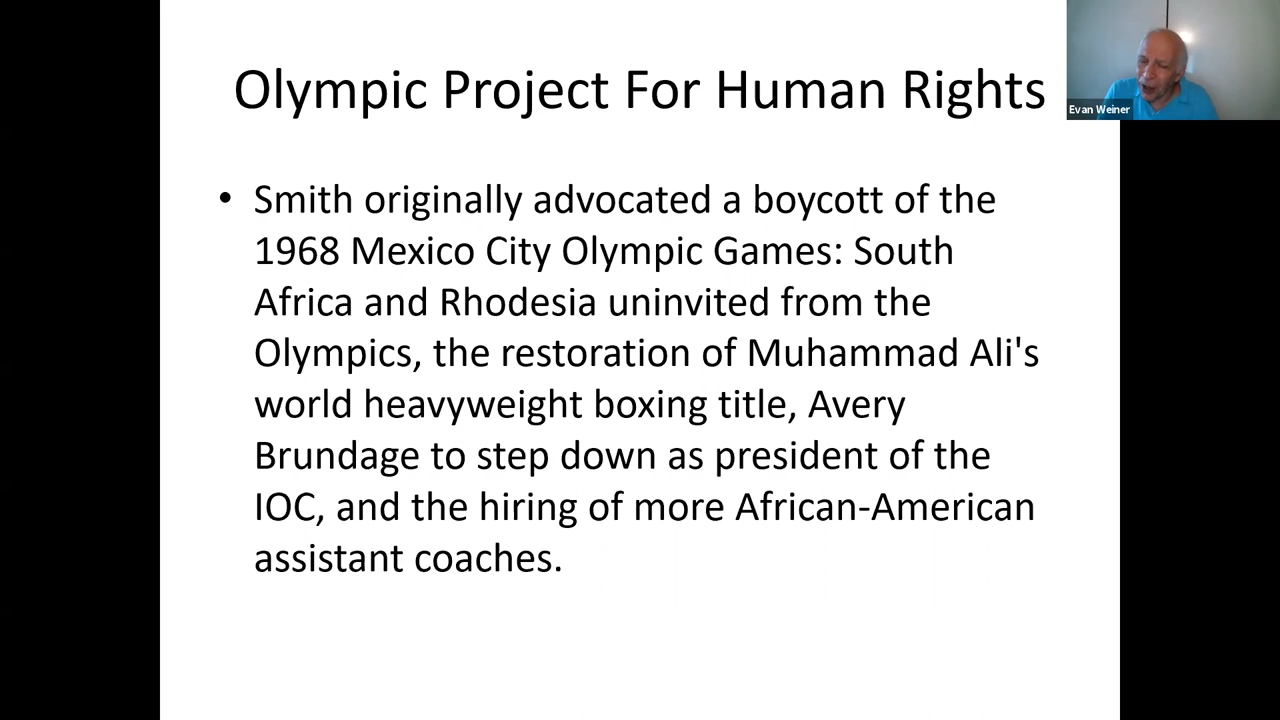 Olympic Project For Human Rights
Evan Weiner
• Smith originally advocated a boycott of the
1968 Mexico City Olympic Games: South
Africa and Rhodesia uninvited from the
Olympics, the restoration of Muhammad Ali's
world heavyweight boxing title, Avery
Brundage to step down as president of the
IOC, and the hiring of more African-American
assistant coaches.